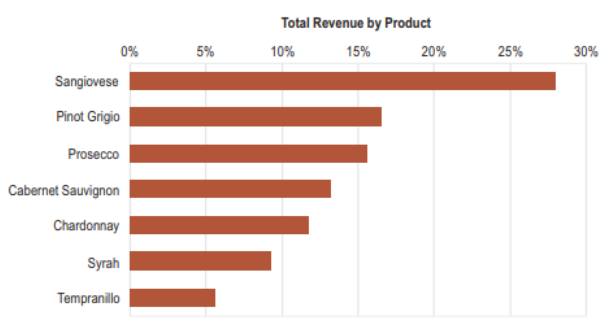 Total Revenue by Product
0% 5% 10% 15% 20% 25% 30%
Sangiovese
Pinot Grigio
Prosecco
Cabernet Sauvignon
Chardonnay
Syrah
Tempranillo